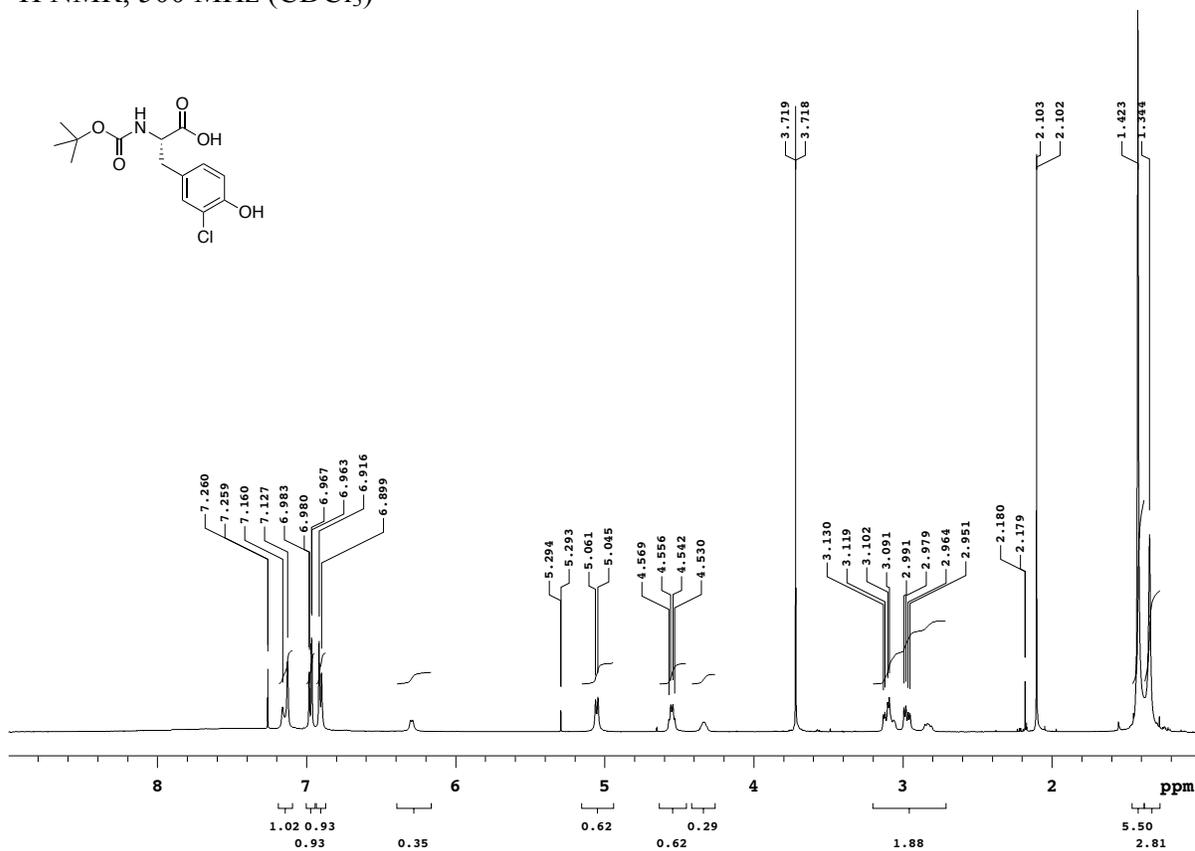 ¹H NMR, 500 MHz (CDCl₃)
H
N
O
O
O
OH
OH
Cl
3.719
3.718
2.103
2.102
1.423
1.344
7.260
7.259
7.160
7.127
6.983
6.980
6.967
6.963
6.916
6.899
5.294
5.293
5.061
5.045
4.569
4.556
4.542
4.530
3.130
3.119
3.102
3.091
2.991
2.979
2.964
2.951
2.180
2.179
8 7 6 5 4 3 2 ppm
1.02 0.93 0.62 0.29 5.50
0.93 0.35 0.62 1.88 2.81